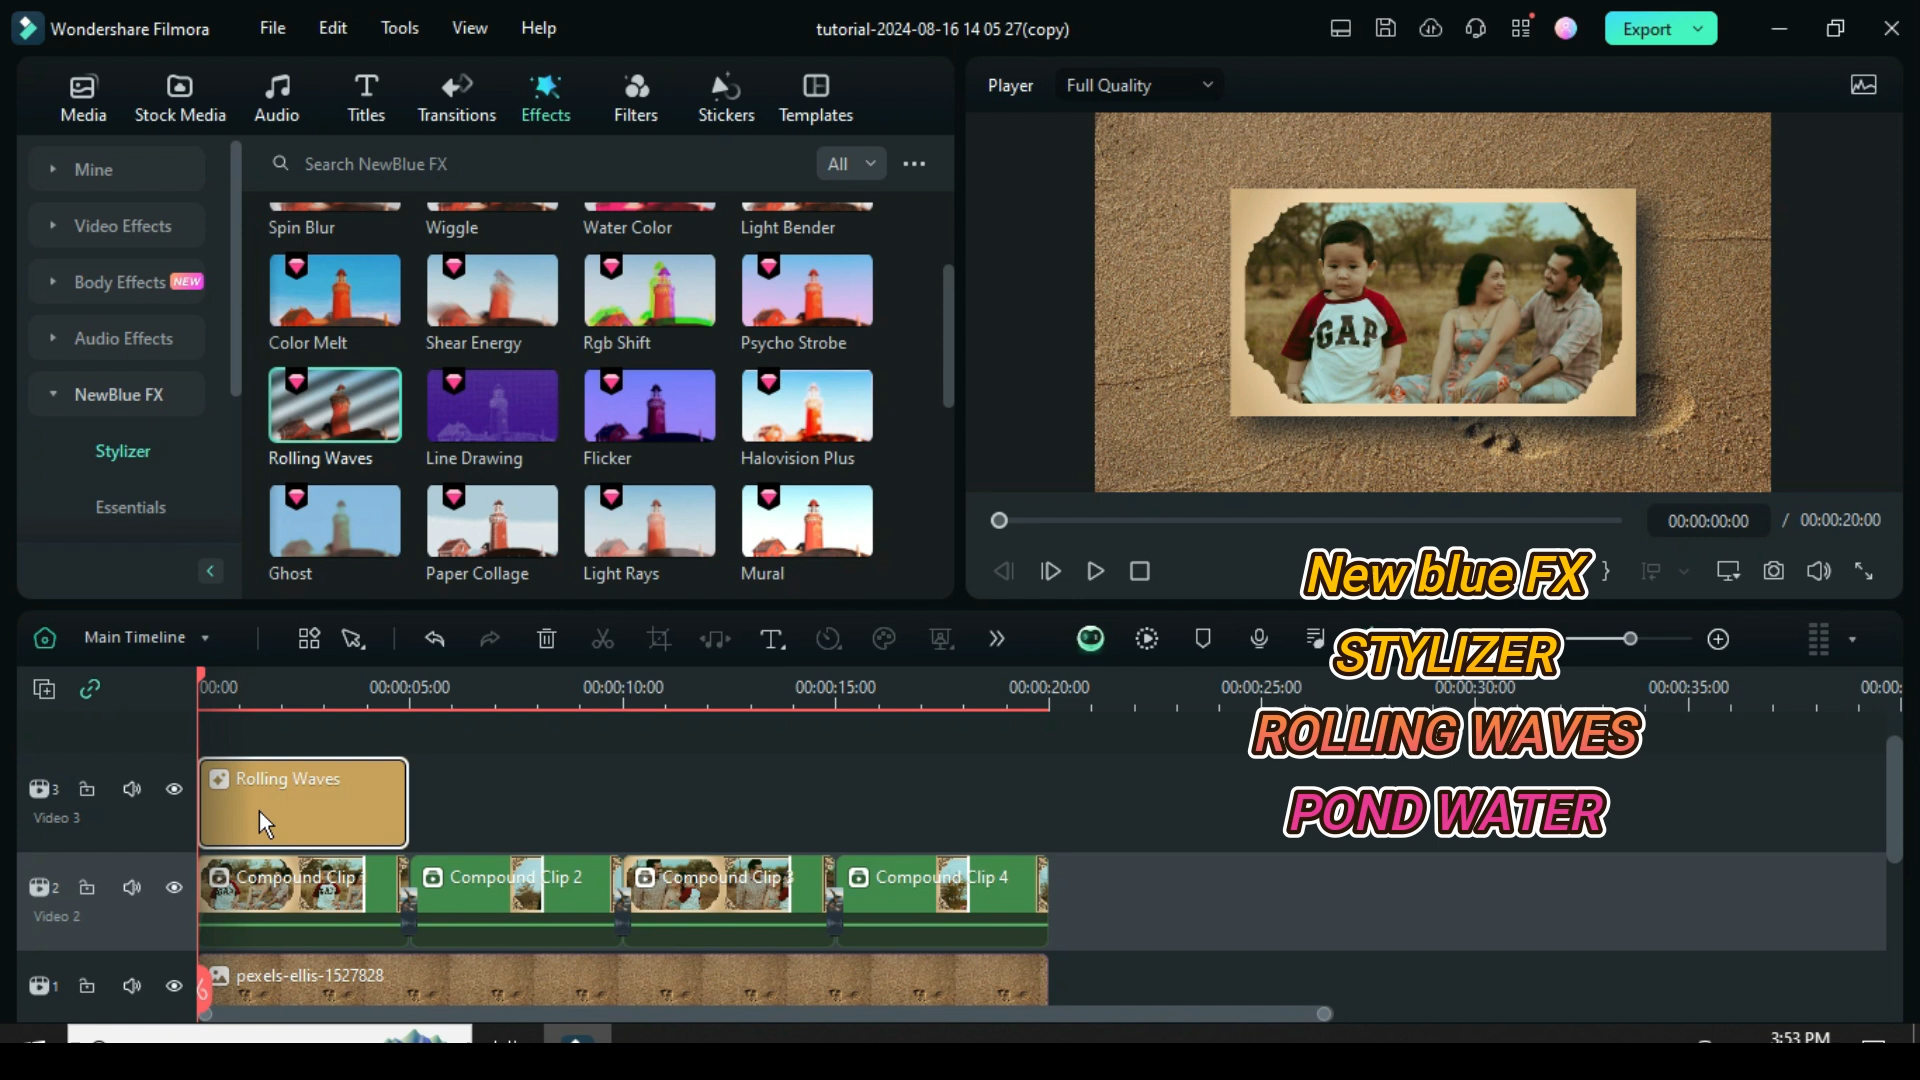 Wondershare Filmora
File
Edit
Tools
View
Help
tutorial-2024-08-16 14 05 27(copy)
Export
Media
Stock Media
Audio
Titles
Transitions
Effects
Filters
Stickers
Templates
Player
Full Quality
Mine
Video Effects
Body Effects NEW
Audio Effects
NewBlue FX
Stylizer
Essentials
Search NewBlue FX
All
Spin Blur
Wiggle
Water Color
Light Bender
Color Melt
Shear Energy
Rgb Shift
Psycho Strobe
Rolling Waves
Line Drawing
Flicker
Halovision Plus
Ghost
Paper Collage
Light Rays
Mural
GAP
00:00:00:00 / 00:00:20:00
New blue FX
STYLIZER
ROLLING WAVES
POND WATER
Main Timeline
00:00
00:00:05:00
00:00:10:00
00:00:15:00
00:00:20:00
00:00:25:00
00:00:30:00
00:00:35:00
00:00:
3
Video 3
Rolling Waves
2
Video 2
Compound Clip
Compound Clip 2
Compound Clip 3
Compound Clip 4
1
pexels-ellis-1527828
3:53 PM